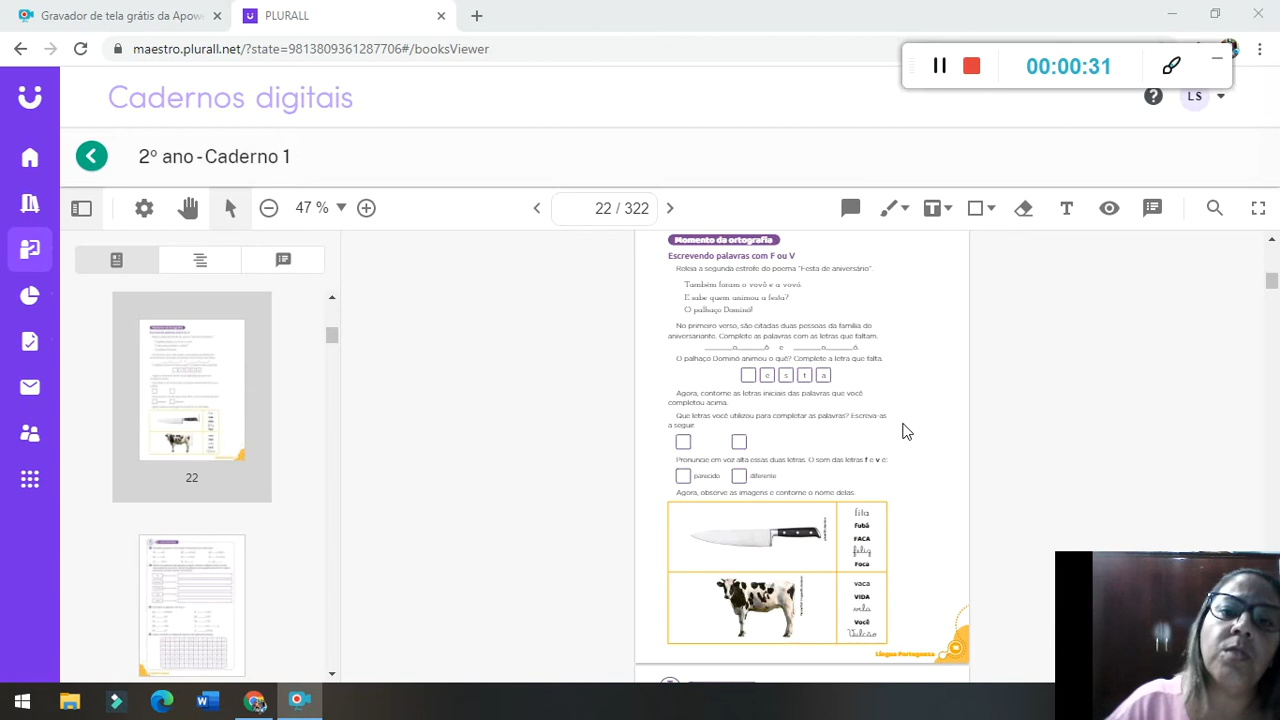 Gravador de tela grátis da Apowe
PLURALL
maestro.plurall.net/?state=9813809361287706#/booksViewer
00:00:31
Cadernos digitais
LS
2º ano - Caderno 1
47 %
22 / 322
Momento da ortografia
Escrevendo palavras com F ou V
Releia a segunda estrofe do poema "Festa de aniversário".
Também foram o vovô e a vovó.
E sabe quem animou a festa?
O palhaço Dominó!
No primeiro verso, são citadas duas pessoas da família do
aniversariante. Complete as palavras com as letras que faltam.
____o____ô e ____o____ó.
O palhaço Dominó animou o quê? Complete a letra que falta.
e s t a
Agora, contorne as letras iniciais das palavras que você
completou acima.
Que letras você utilizou para completar as palavras? Escreva-as
a seguir.
Pronuncie em voz alta essas duas letras. O som das letras f e v é:
parecido diferente
Agora, observe as imagens e contorne o nome delas.
fita
fubá
FACA
feliz
Foca
vaca
VIDA
vela
Você
Vulcão
Língua Portuguesa
22